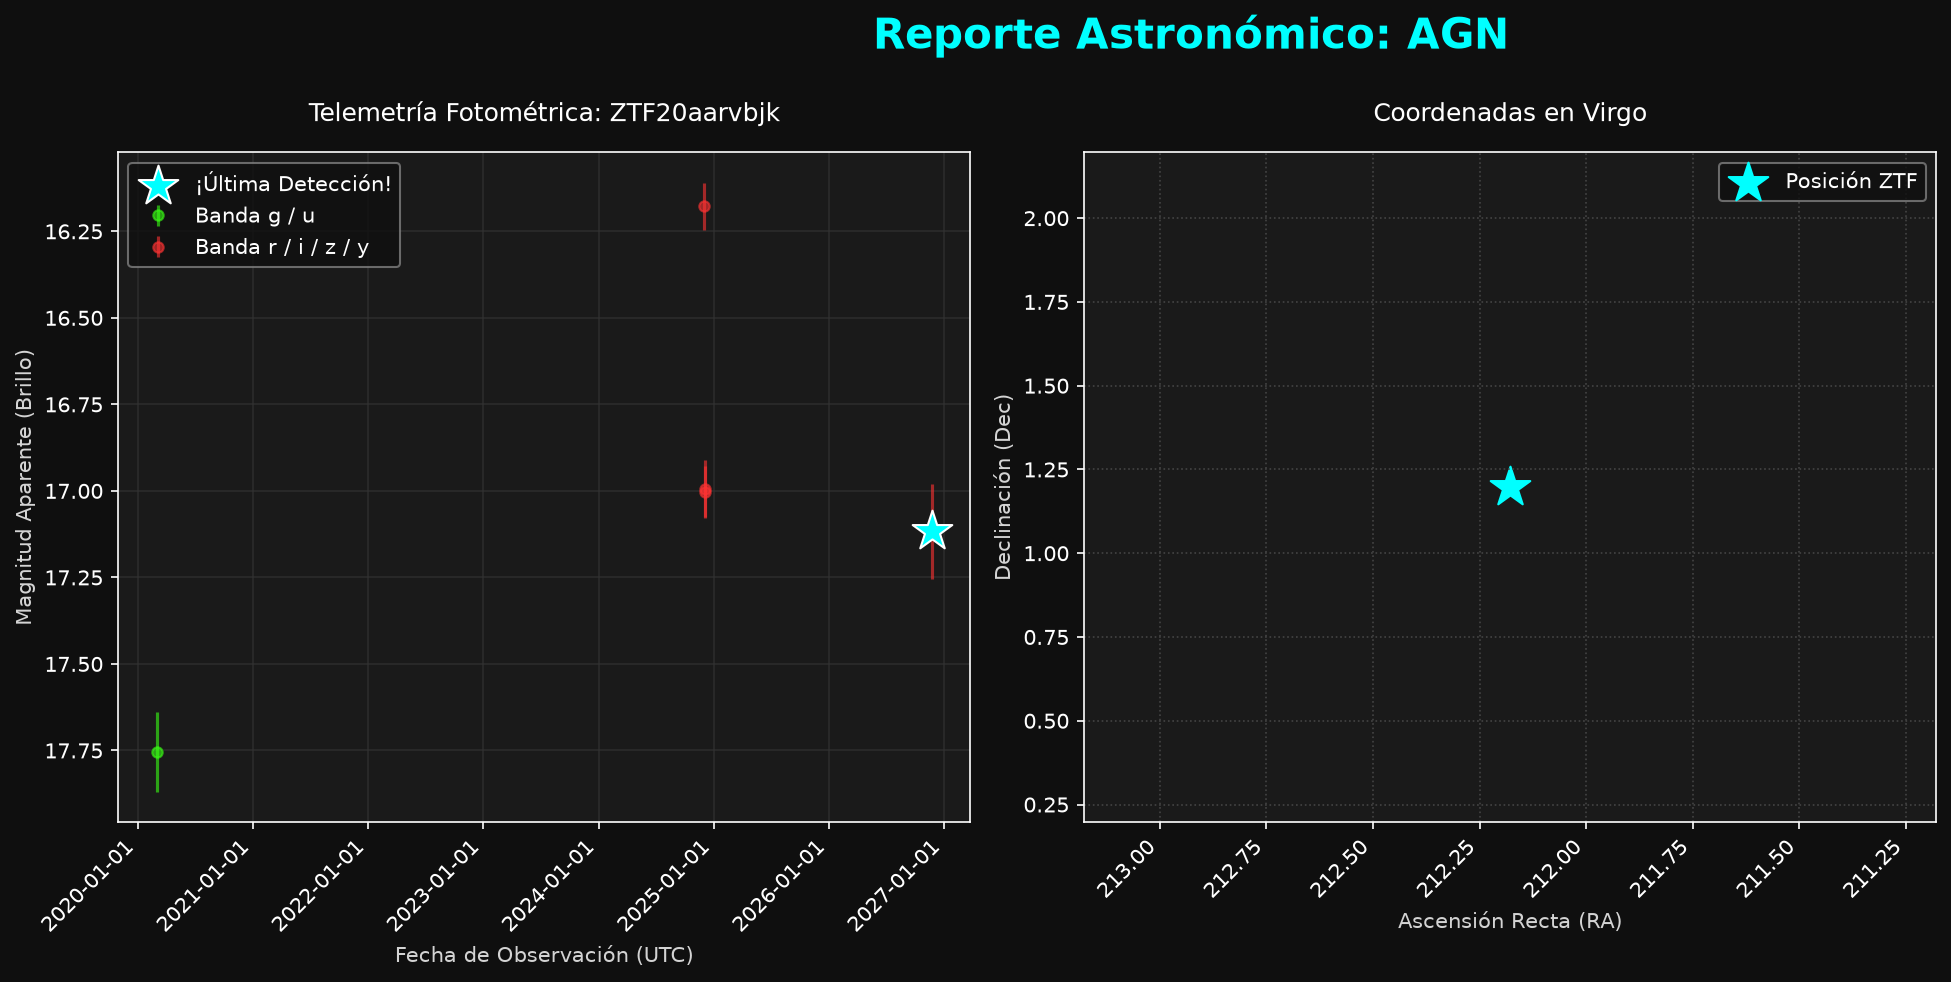 Reporte Astronómico: AGN
Telemetría Fotométrica: ZTF20aarvbjk
¡Última Detección!
Banda g / u
Banda r / i / z / y
Magnitud Aparente (Brillo)
16.25
16.50
16.75
17.00
17.25
17.50
17.75
2020-01-01
2021-01-01
2022-01-01
2023-01-01
2024-01-01
2025-01-01
2026-01-01
2027-01-01
Fecha de Observación (UTC)
Coordenadas en Virgo
Posición ZTF
Declinación (Dec)
2.00
1.75
1.50
1.25
1.00
0.75
0.50
0.25
213.00
212.75
212.50
212.25
212.00
211.75
211.50
211.25
Ascensión Recta (RA)